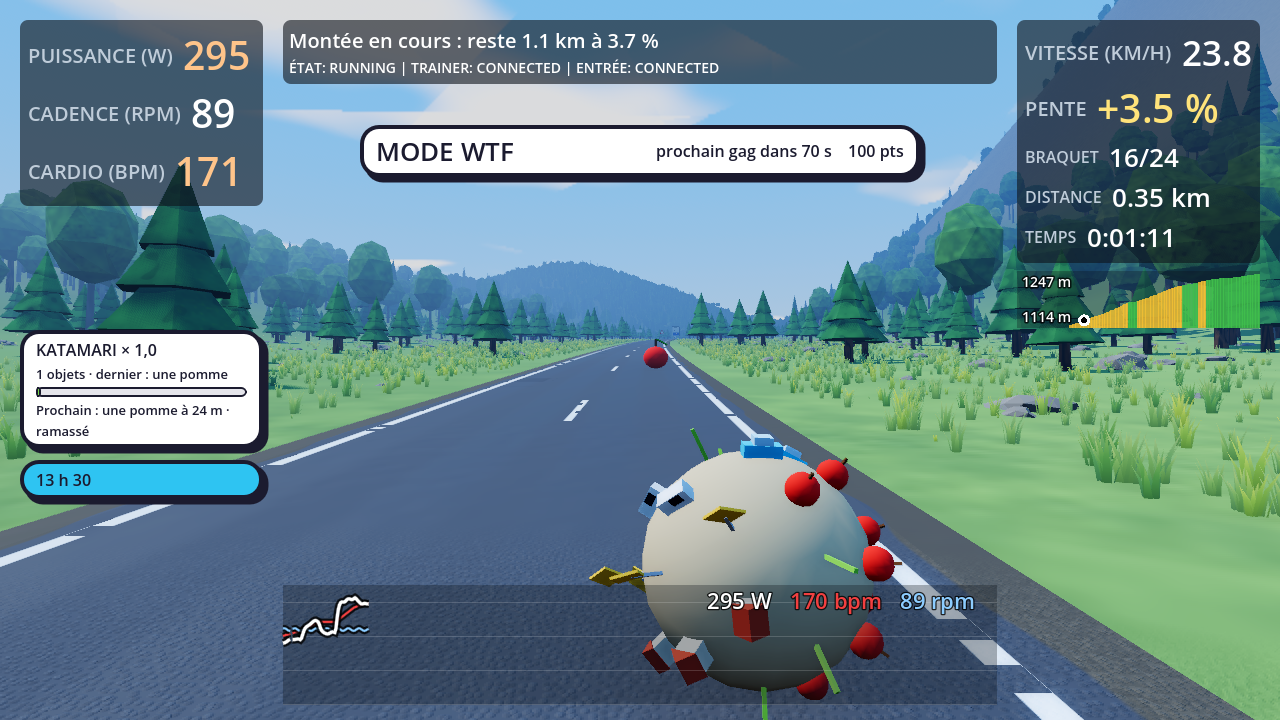 PUISSANCE (W) 295
CADENCE (RPM) 89
CARDIO (BPM) 171
Montée en cours : reste 1.1 km à 3.7 %
ÉTAT: RUNNING | TRAINER: CONNECTED | ENTRÉE: CONNECTED
MODE WTF prochain gag dans 70 s 100 pts
VITESSE (KM/H) 23.8
PENTE +3.5 %
BRAQUET 16/24
DISTANCE 0.35 km
TEMPS 0:01:11
1247 m
1114 m
KATAMARI × 1,0
1 objets · dernier : une pomme
Prochain : une pomme à 24 m ·
ramassé
13 h 30
295 W 170 bpm 89 rpm